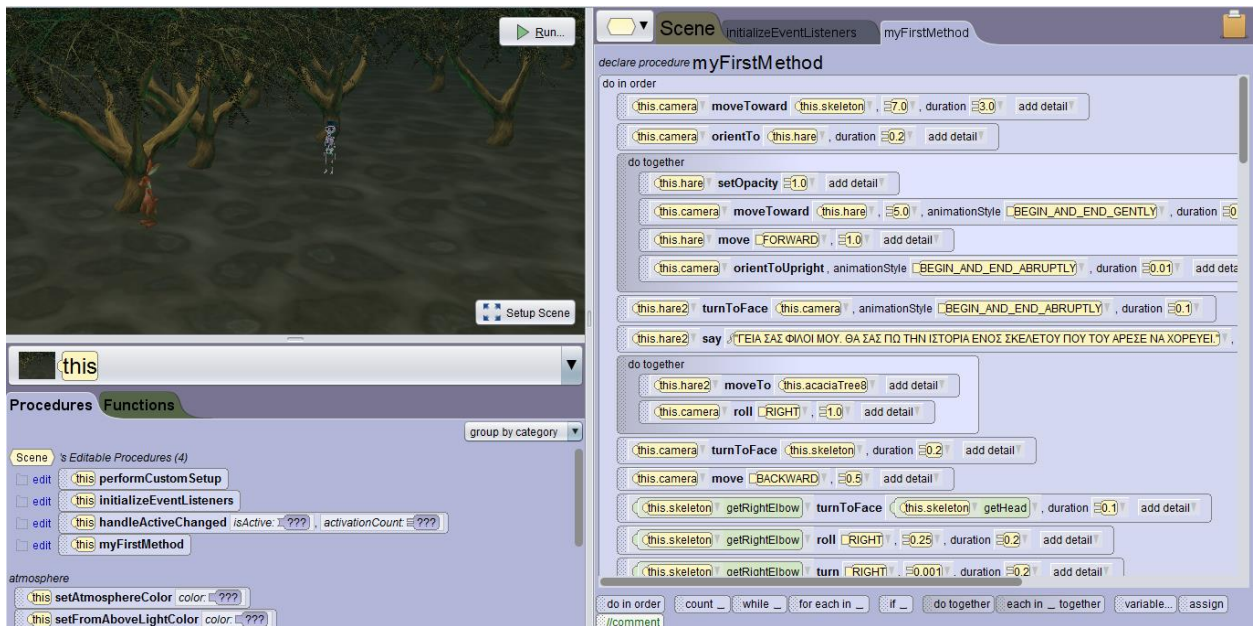 Run...
Setup Scene
this
Procedures Functions
group by category
Scene 's Editable Procedures (4)
edit this performCustomSetup
edit this initializeEventListeners
edit this handleActiveChanged isActive: ??? , activationCount: ???
edit this myFirstMethod
atmosphere
this setAtmosphereColor color: ???
this setFromAboveLightColor color: ???
Scene initializeEventListeners myFirstMethod
declare procedure myFirstMethod
do in order
this.camera moveToward this.skeleton , 7.0 , duration 3.0 add detail
this.camera orientTo this.hare , duration 0.2 add detail
do together
this.hare setOpacity 1.0 add detail
this.camera moveToward this.hare , 5.0 , animationStyle BEGIN_AND_END_GENTLY , duration 0
this.hare move FORWARD , 1.0 add detail
this.camera orientToUpright , animationStyle BEGIN_AND_END_ABRUPTLY , duration 0.01 add deta
this.hare2 turnToFace this.camera , animationStyle BEGIN_AND_END_ABRUPTLY , duration 0.1
this.hare2 say "ΓΕΙΑ ΣΑΣ ΦΙΛΟΙ ΜΟΥ. ΘΑ ΣΑΣ ΠΩ ΤΗΝ ΙΣΤΟΡΙΑ ΕΝΟΣ ΣΚΕΛΕΤΟΥ ΠΟΥ ΤΟΥ ΑΡΕΣΕ ΝΑ ΧΟΡΕΥΕΙ." ,
do together
this.hare2 moveTo this.acaciaTree8 add detail
this.camera roll RIGHT , 1.0 add detail
this.camera turnToFace this.skeleton , duration 0.2 add detail
this.camera move BACKWARD , 0.5 add detail
this.skeleton getRightElbow turnToFace this.skeleton getHead , duration 0.1 add detail
this.skeleton getRightElbow roll RIGHT , 0.25 , duration 0.2 add detail
this.skeleton getRightElbow turn RIGHT , 0.001 , duration 0.2 add detail
do in order count _ while _ for each in _ if _ do together each in _ together variable... assign
//comment